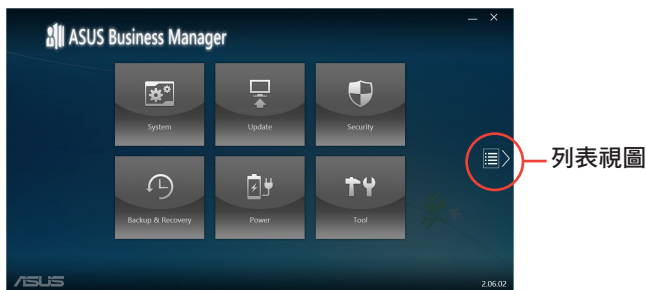 ASUS Business Manager
System
Update
Security
列表視圖
Backup & Recovery
Power
Tool
ASUS
2.06.02